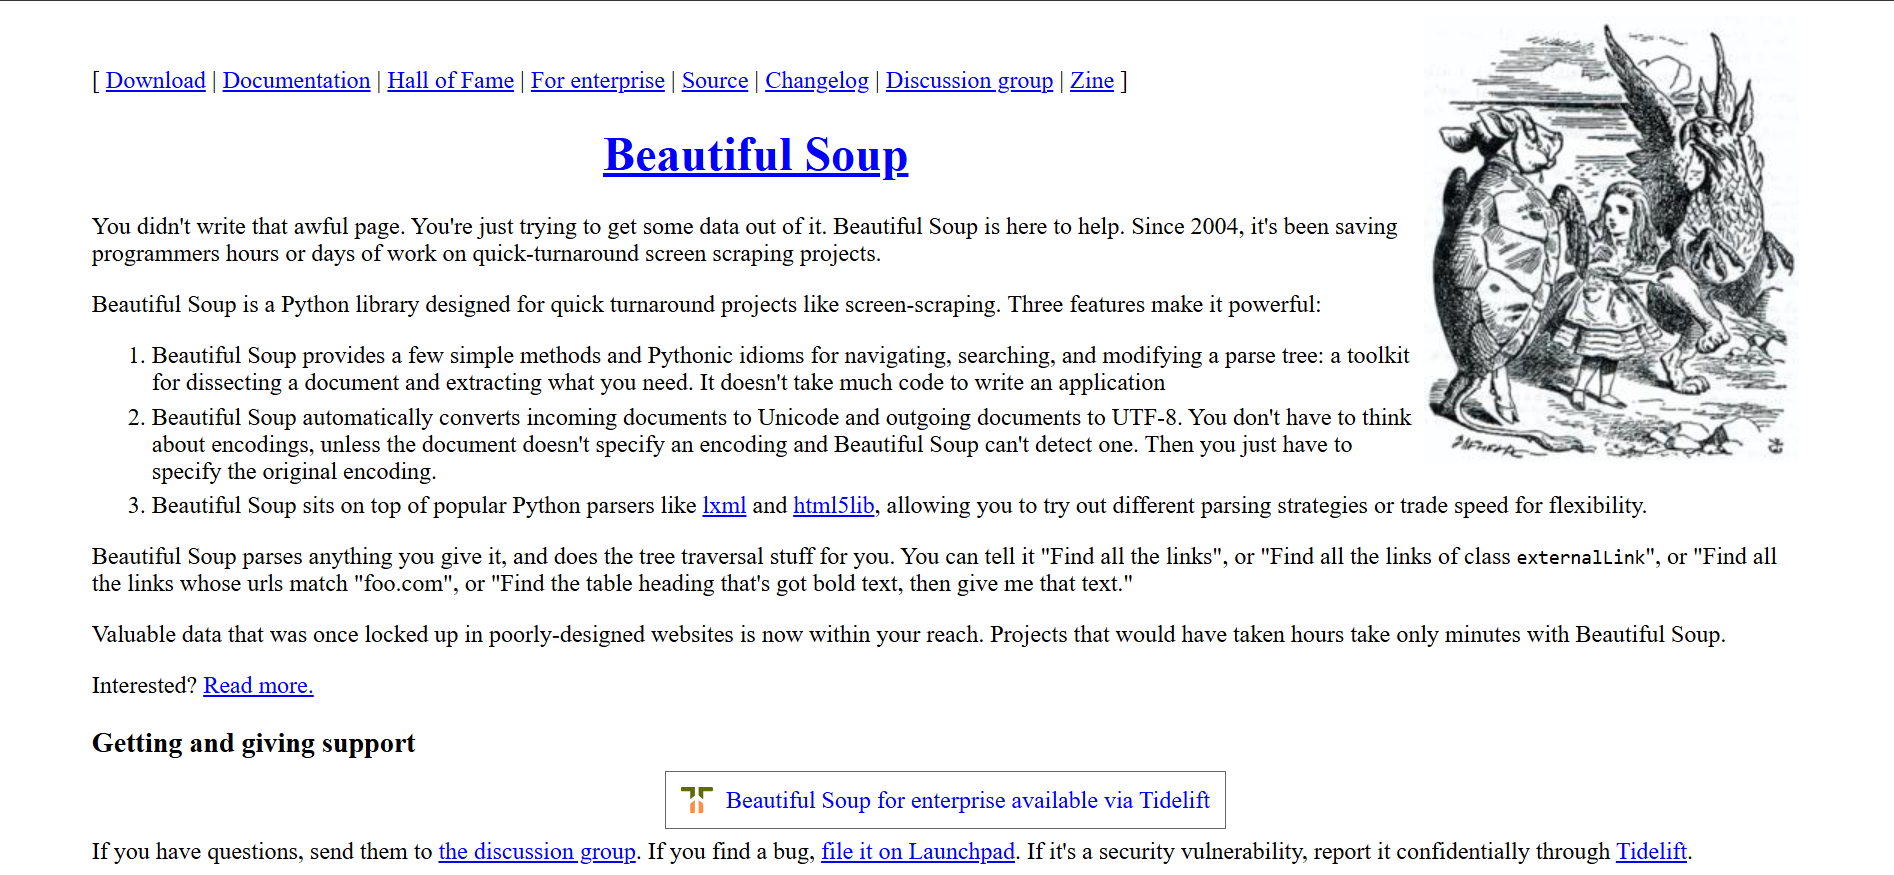 [ Download | Documentation | Hall of Fame | For enterprise | Source | Changelog | Discussion group | Zine ]
Beautiful Soup
You didn't write that awful page. You're just trying to get some data out of it. Beautiful Soup is here to help. Since 2004, it's been saving
programmers hours or days of work on quick-turnaround screen scraping projects.
Beautiful Soup is a Python library designed for quick turnaround projects like screen-scraping. Three features make it powerful:
1. Beautiful Soup provides a few simple methods and Pythonic idioms for navigating, searching, and modifying a parse tree: a toolkit
for dissecting a document and extracting what you need. It doesn't take much code to write an application
2. Beautiful Soup automatically converts incoming documents to Unicode and outgoing documents to UTF-8. You don't have to think
about encodings, unless the document doesn't specify an encoding and Beautiful Soup can't detect one. Then you just have to
specify the original encoding.
3. Beautiful Soup sits on top of popular Python parsers like lxml and html5lib, allowing you to try out different parsing strategies or trade speed for flexibility.
Beautiful Soup parses anything you give it, and does the tree traversal stuff for you. You can tell it "Find all the links", or "Find all the links of class externalLink", or "Find all
the links whose urls match "foo.com", or "Find the table heading that's got bold text, then give me that text."
Valuable data that was once locked up in poorly-designed websites is now within your reach. Projects that would have taken hours take only minutes with Beautiful Soup.
Interested? Read more.
Getting and giving support
Beautiful Soup for enterprise available via Tidelift
If you have questions, send them to the discussion group. If you find a bug, file it on Launchpad. If it's a security vulnerability, report it confidentially through Tidelift.